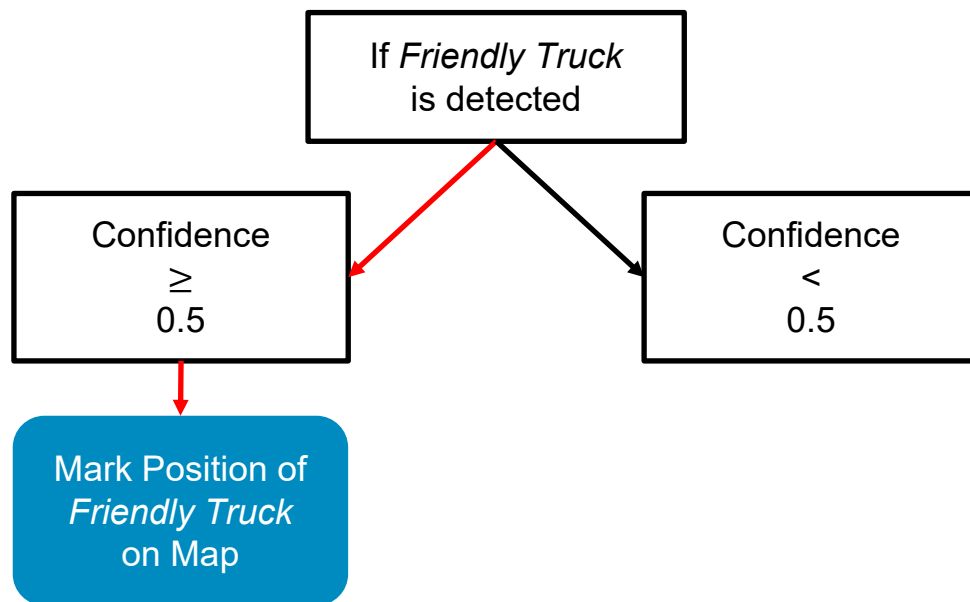 If Friendly Truck
is detected
Confidence
≥
0.5
Confidence
<
0.5
Mark Position of
Friendly Truck
on Map